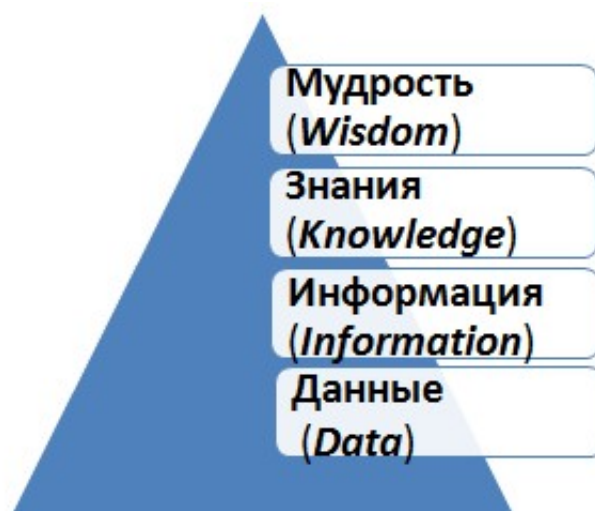 Мудрость
(Wisdom)
Знания
(Knowledge)
Информация
(Information)
Данные
(Data)